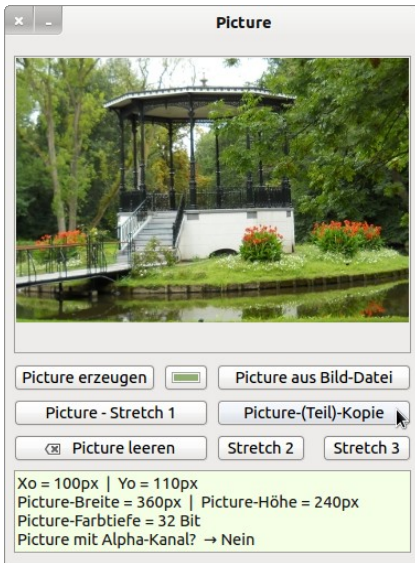 Picture
Picture erzeugen
Picture aus Bild-Datei
Picture - Stretch 1
Picture-(Teil)-Kopie
Picture leeren
Stretch 2
Stretch 3
Xo = 100px | Yo = 110px
Picture-Breite = 360px | Picture-Höhe = 240px
Picture-Farbtiefe = 32 Bit
Picture mit Alpha-Kanal? → Nein